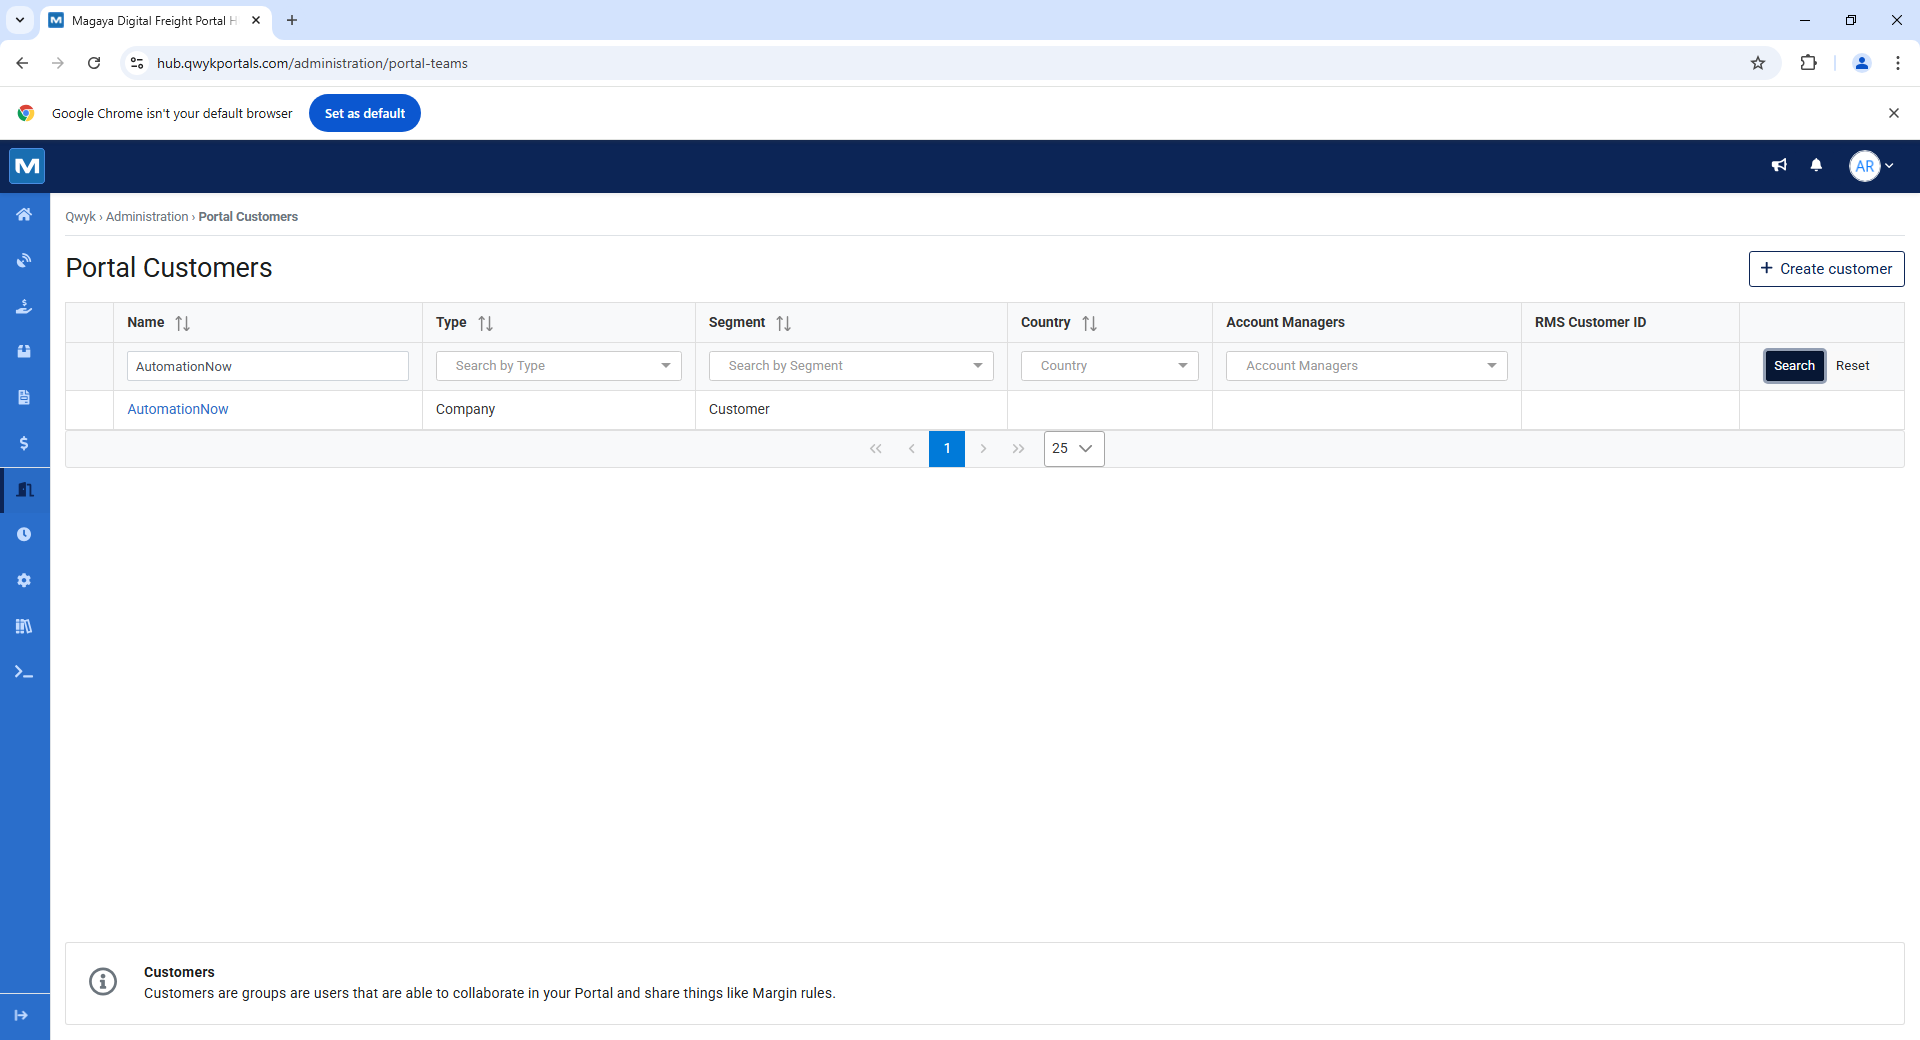 Magaya Digital Freight Portal H
hub.qwykportals.com/administration/portal-teams
Google Chrome isn't your default browser
Set as default
M
AR
Qwyk › Administration › Portal Customers
Portal Customers
+ Create customer
Name Type Segment Country Account Managers RMS Customer ID
AutomationNow Search by Type Search by Segment Country Account Managers Search Reset
AutomationNow Company Customer
1 25
Customers
Customers are groups are users that are able to collaborate in your Portal and share things like Margin rules.